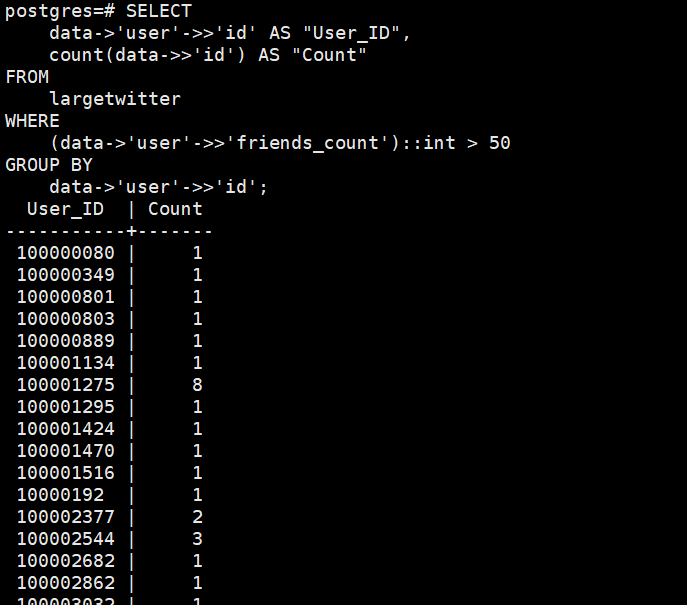 postgres=# SELECT
    data->'user'->>'id' AS "User_ID",
    count(data->>'id') AS "Count"
FROM
    largetwitter
WHERE
    (data->'user'->>'friends_count')::int > 50
GROUP BY
    data->'user'->>'id';
  User_ID  | Count
-----------+-------
 100000080 |     1
 100000349 |     1
 100000801 |     1
 100000803 |     1
 100000889 |     1
 100001134 |     1
 100001275 |     8
 100001295 |     1
 100001424 |     1
 100001470 |     1
 100001516 |     1
 10000192  |     1
 100002377 |     2
 100002544 |     3
 100002682 |     1
 100002862 |     1
 100003032 |     1